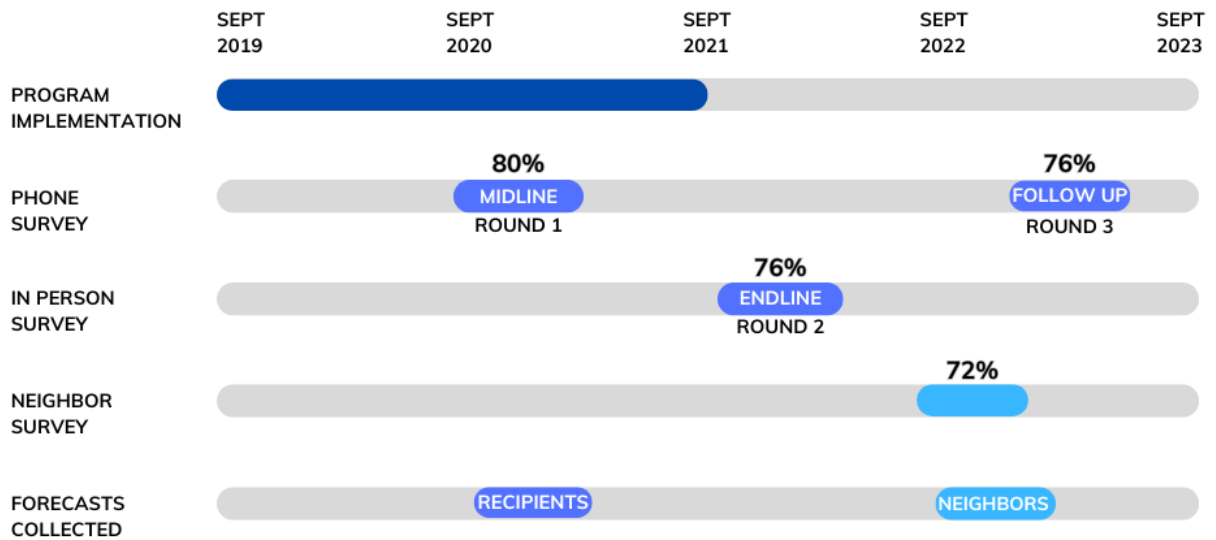 SEPT SEPT SEPT SEPT SEPT
2019 2020 2021 2022 2023
PROGRAM
IMPLEMENTATION
80% 76%
PHONE MIDLINE FOLLOW UP
SURVEY ROUND 1 ROUND 3
76%
IN PERSON ENDLINE
SURVEY ROUND 2
72%
NEIGHBOR
SURVEY
FORECASTS RECIPIENTS NEIGHBORS
COLLECTED